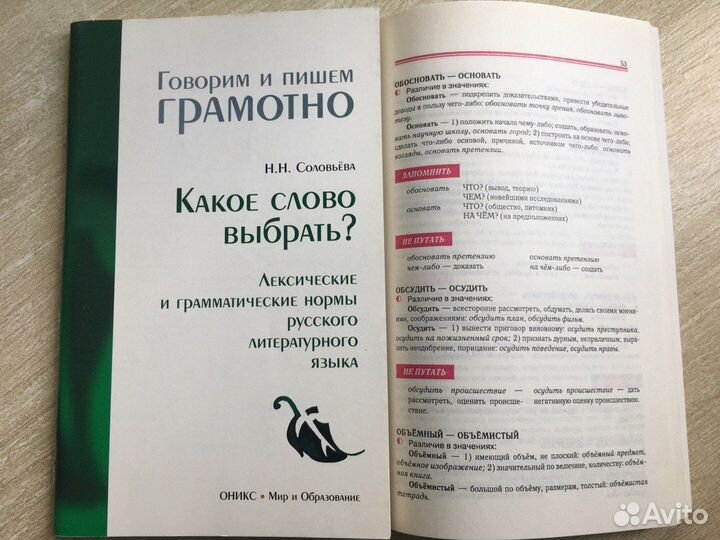 Говорим и пишем
ГРАМОТНО
Н.Н. Соловьёва
Какое слово
выбрать?
Лексические
и грамматические нормы
русского
литературного
языка
ОНИКС • Мир и Образование
53
ОБОСНОВАТЬ — ОСНОВАТЬ
Различие в значениях:
Обосновать — подкрепить доказательствами, привести убедительные
доводы в пользу чего-либо: обосновать точку зрения, обосновать гипо-
тезу.
Основать — 1) положить начало чему-либо; создать, образовать: осно-
вать научную школу, основать город; 2) построить на основе чего-либо;
сделать что-либо основой, причиной, источником чего-либо: основать
взгляды, основать претензии.
ЗАПОМНИТЬ
обосновать ЧТО? (вывод, теорию)
ЧЕМ? (новейшими исследованиями)
основать ЧТО? (общество, питомник)
НА ЧЁМ? (на предположениях)
НЕ ПУТАТЬ
обосновать претензию основать претензию
чем-либо — доказать на чём-либо — создать
ОБСУДИТЬ — ОСУДИТЬ
Различие в значениях:
Обсудить — всесторонне рассмотреть, обдумать, делясь своими мне-
ниями, соображениями: обсудить план, обсудить фильм.
Осудить — 1) вынести приговор виновному: осудить преступника,
осудить на пожизненный срок; 2) признать дурным, неприличным; выра-
зить неодобрение, порицание: осудить поведение, осудить нравы.
НЕ ПУТАТЬ
обсудить происшествие — осудить происшествие — дать
рассмотреть, оценить происше- негативную оценку происшествию.
ствие.
ОБЪЁМНЫЙ — ОБЪЁМИСТЫЙ
Различие в значениях:
Объёмный — 1) имеющий объём, не плоский: объёмный предмет,
объёмное изображение; 2) значительный по величине, количеству: объём-
ная книга.
Объёмистый — большой по объёму, размерам, толстый: объёмистая
тетрадь.
Avito